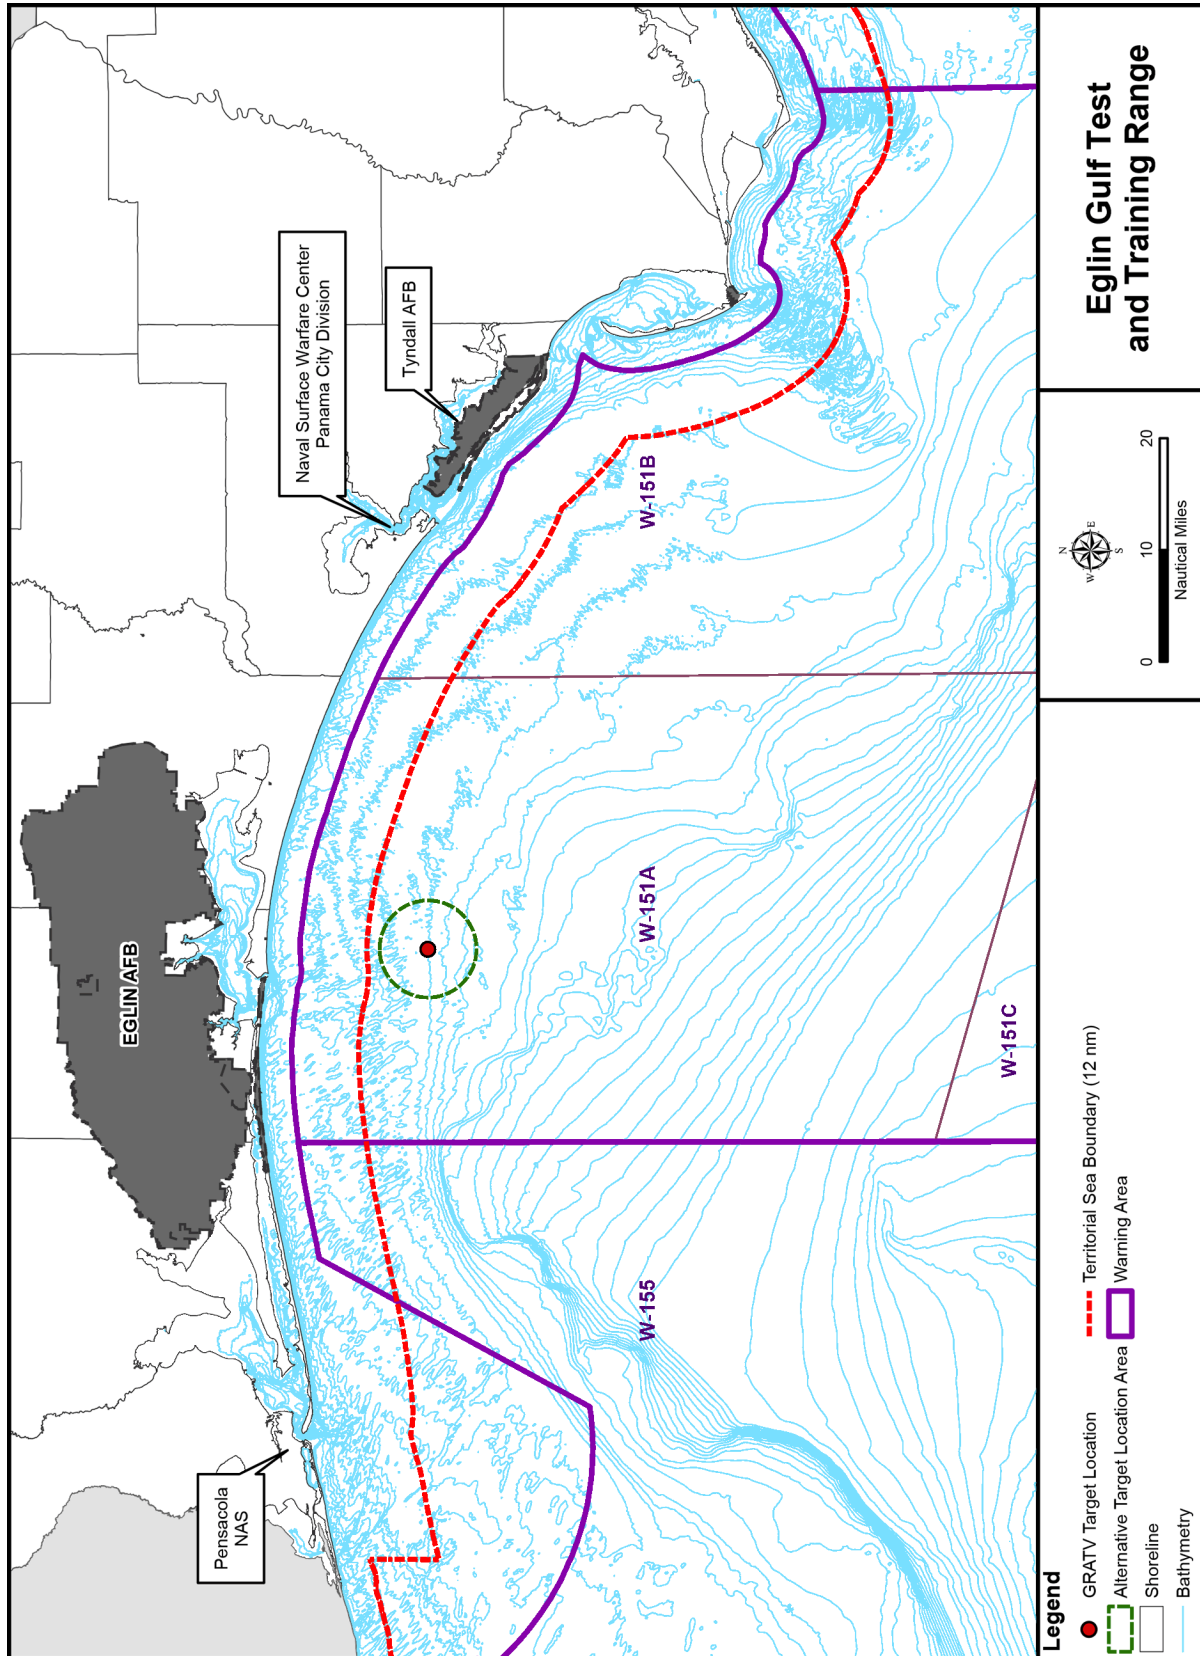 Naval Surface Warfare Center
Panama City Division
Tyndall AFB
EGLIN AFB
Pensacola
NAS
W-155
W-151A
W-151B
W-151C
Legend
GRATV Target Location
Alternative Target Location Area
Shoreline
Bathymetry
Territorial Sea Boundary (12 nm)
Warning Area
N
W
E
S
0
10
20
Nautical Miles
Eglin Gulf Test
and Training Range